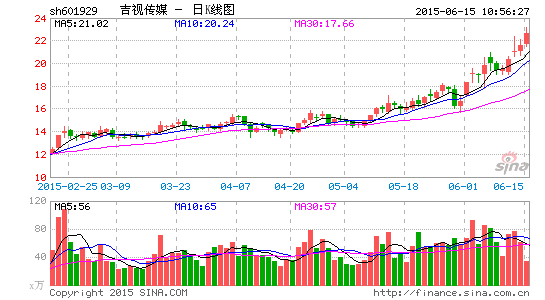 sh601929 吉视传媒 － 日K线图 2015-06-15 10:56:27
MA5:21.02 MA10:20.24 MA30:17.66
24
22
20
18
16
14
12
10
sina
2015-02-25 03-09 03-23 04-07 04-20 05-04 05-18 06-01 06-15
MA5:56 MA10:65 MA30:57
120
80
40
x万
Copyright 2015 SINA.COM http://finance.sina.com.cn